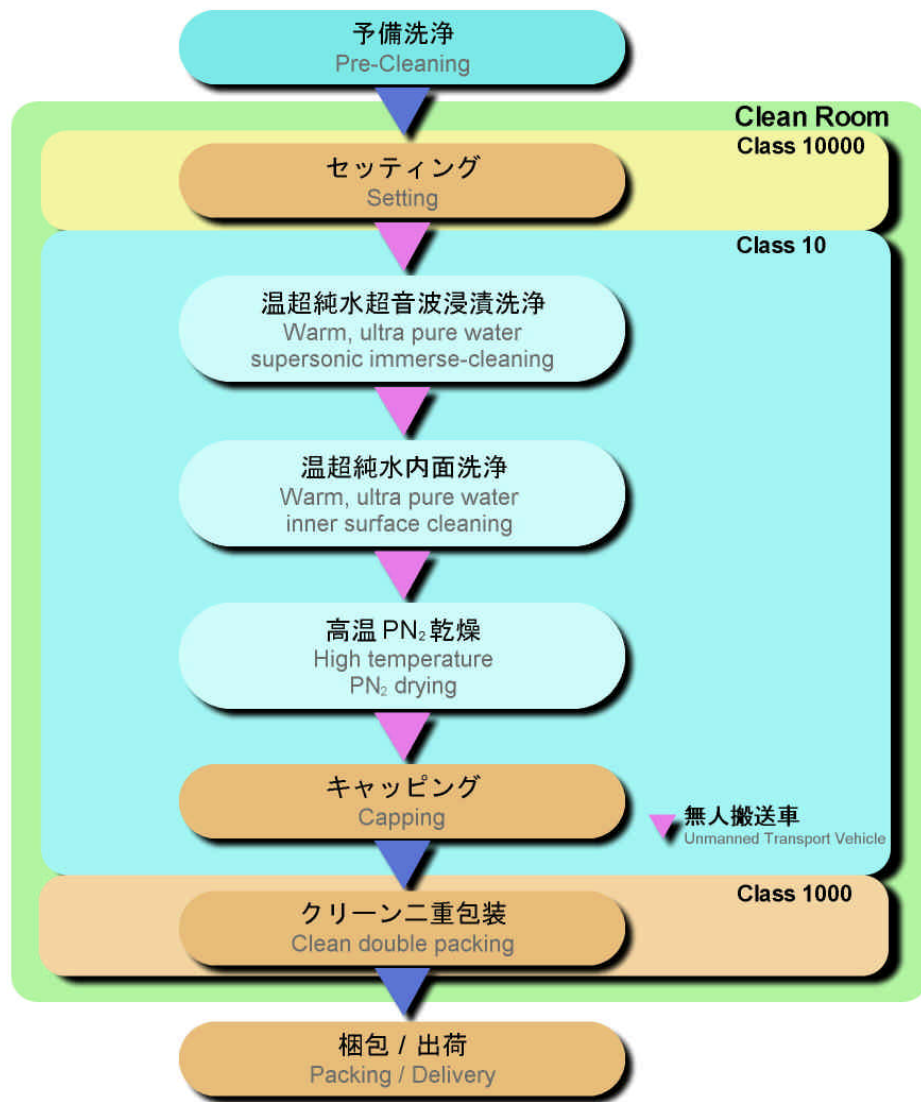 予備洗浄
Pre-Cleaning
Clean Room
Class 10000
セッティング
Setting
Class 10
温超純水超音波浸漬洗浄
Warm, ultra pure water
supersonic immerse-cleaning
温超純水内面洗浄
Warm, ultra pure water
inner surface cleaning
高温PN₂乾燥
High temperature
PN₂ drying
キャッピング
Capping
無人搬送車
Unmanned Transport Vehicle
Class 1000
クリーン二重包装
Clean double packing
梱包 / 出荷
Packing / Delivery